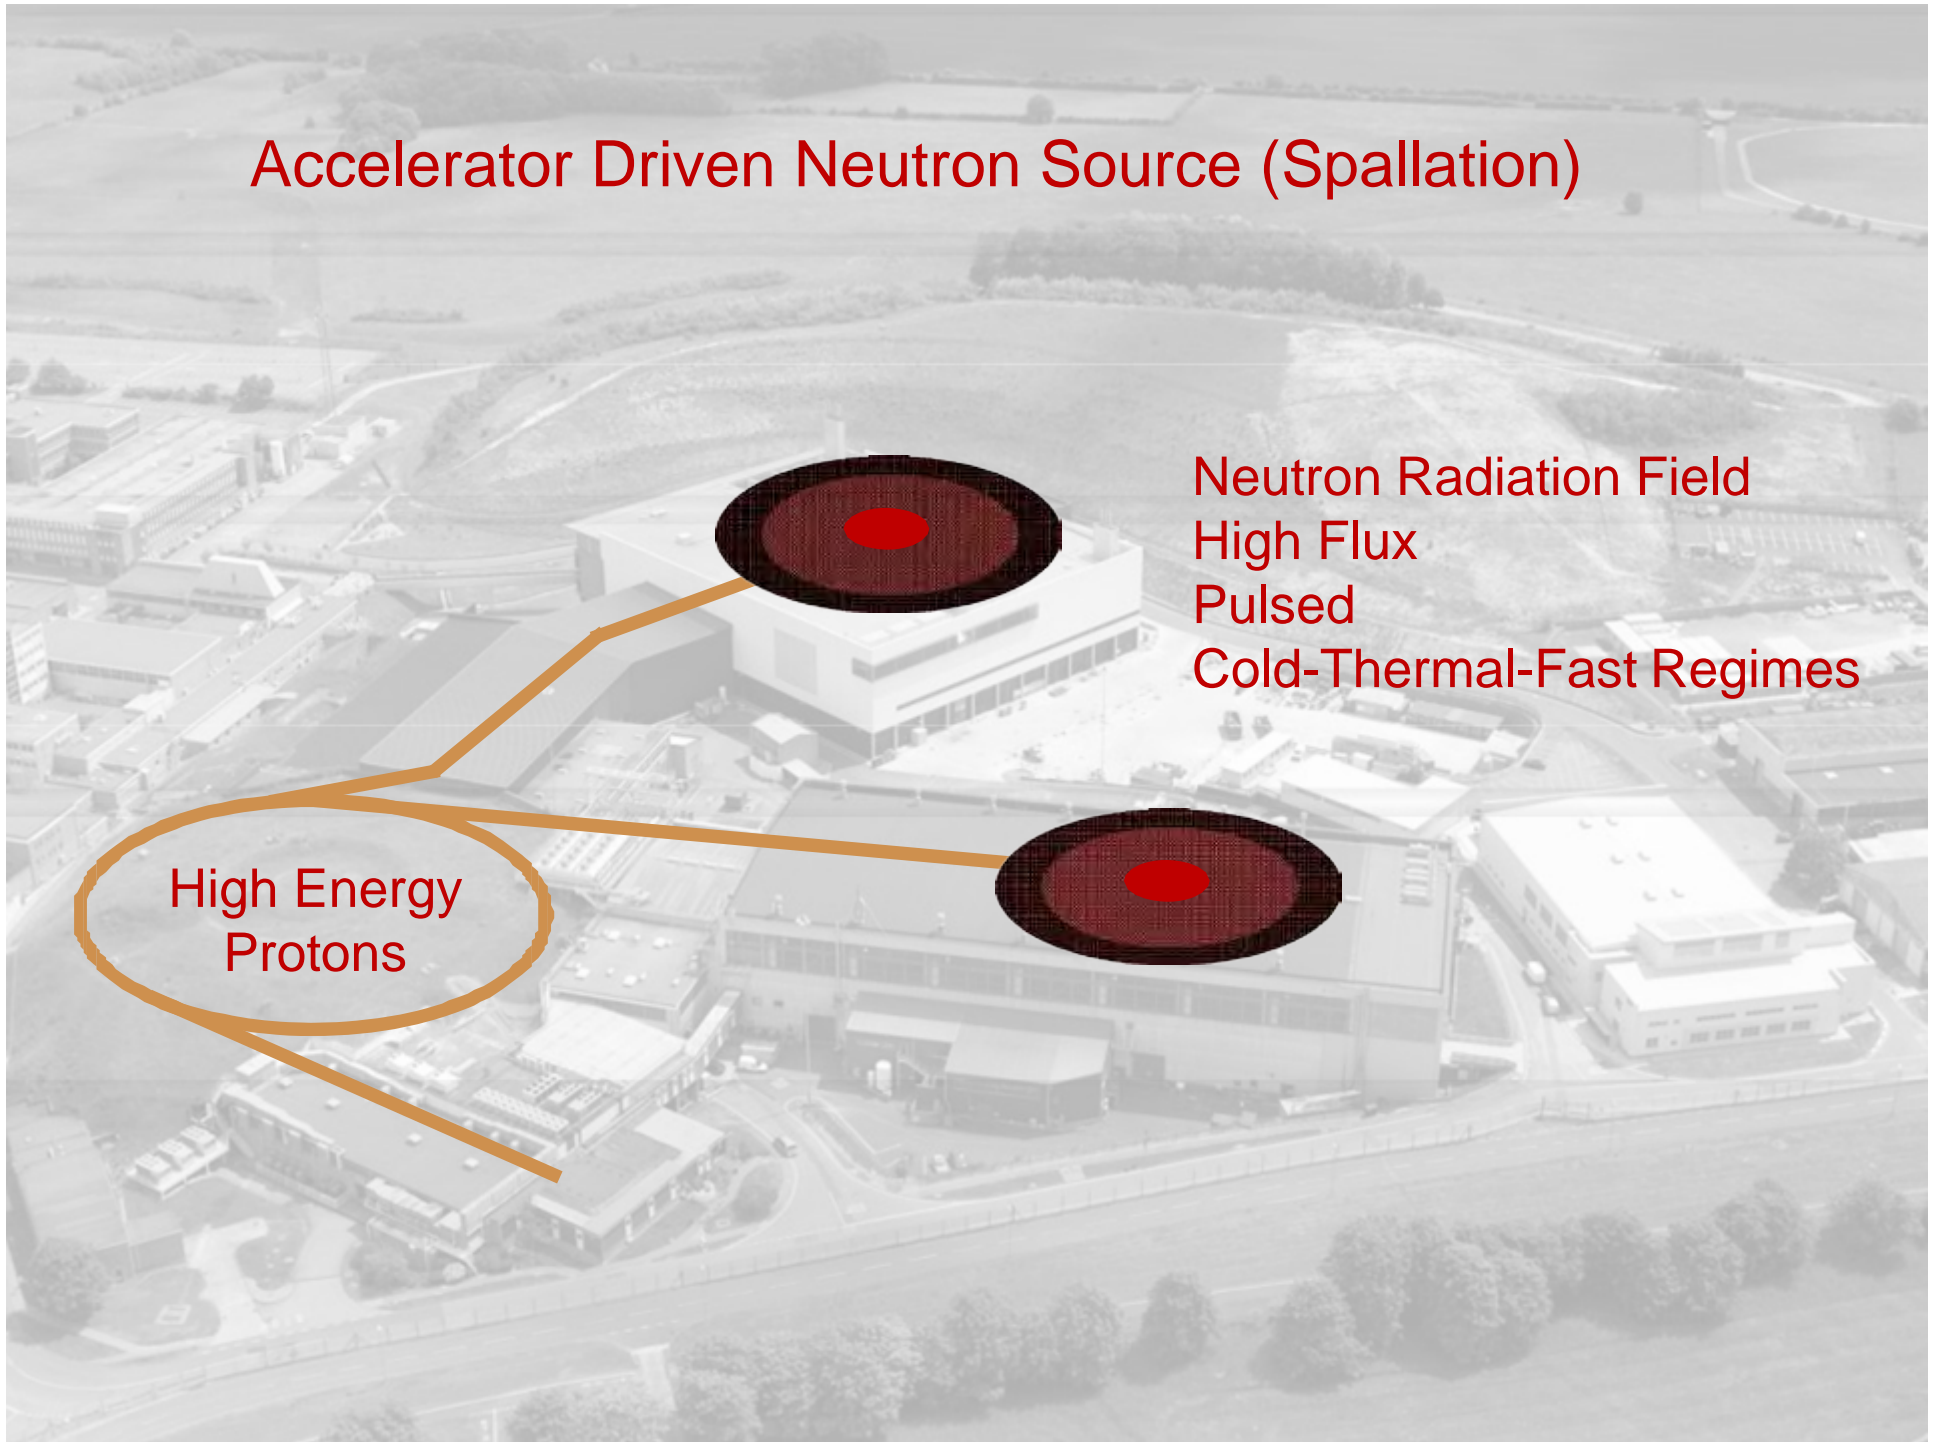 Accelerator Driven Neutron Source (Spallation)
Neutron Radiation Field
High Flux
Pulsed
Cold-Thermal-Fast Regimes
High Energy
Protons